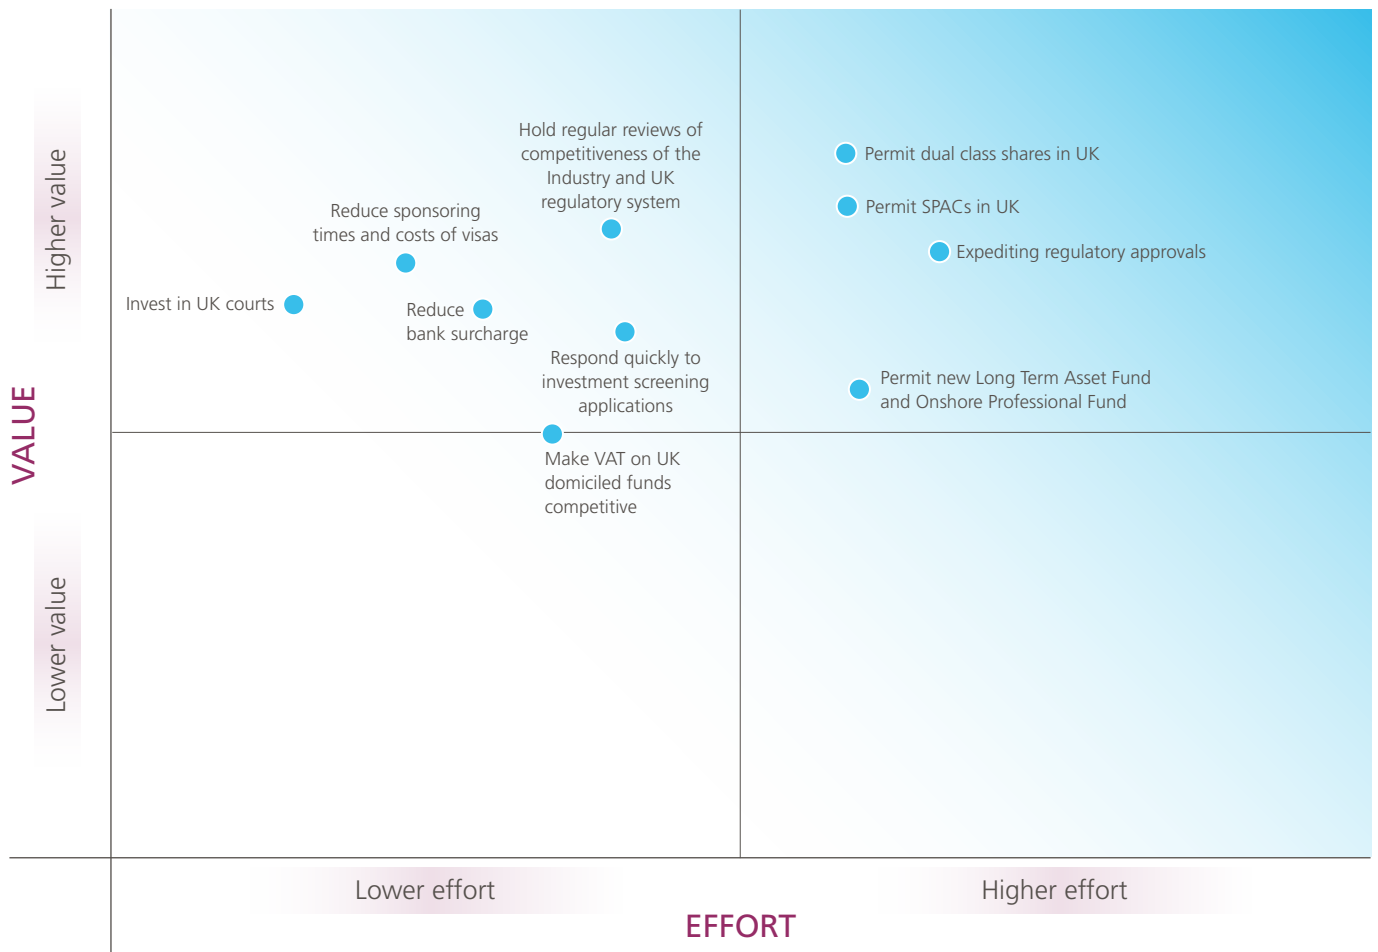 Hold regular reviews of
competitiveness of the
Industry and UK
regulatory system
Permit dual class shares in UK
Permit SPACs in UK
Reduce sponsoring
times and costs of visas
Expediting regulatory approvals
Invest in UK courts
Reduce
bank surcharge
Respond quickly to
investment screening
applications
Permit new Long Term Asset Fund
and Onshore Professional Fund
Make VAT on UK
domiciled funds
competitive
Higher value
VALUE
Lower value
Lower effort
Higher effort
EFFORT